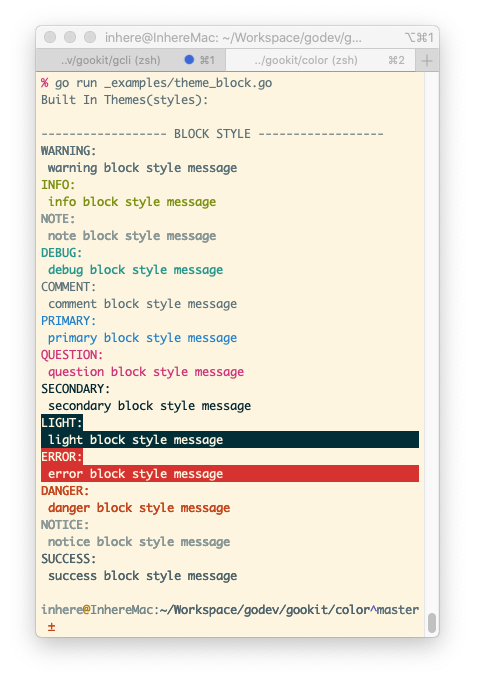 inhere@InhereMac: ~/Workspace/godev/g... ⌥⌘1
..v/gookit/gcli (zsh) ⌘1 ../gookit/color (zsh) ⌘2 +
% go run _examples/theme_block.go
Built In Themes(styles):
------------------ BLOCK STYLE ------------------
WARNING:
warning block style message
INFO:
info block style message
NOTE:
note block style message
DEBUG:
debug block style message
COMMENT:
comment block style message
PRIMARY:
primary block style message
QUESTION:
question block style message
SECONDARY:
secondary block style message
LIGHT:
light block style message
ERROR:
error block style message
DANGER:
danger block style message
NOTICE:
notice block style message
SUCCESS:
success block style message
inhere@InhereMac:~/Workspace/godev/gookit/color^master
±